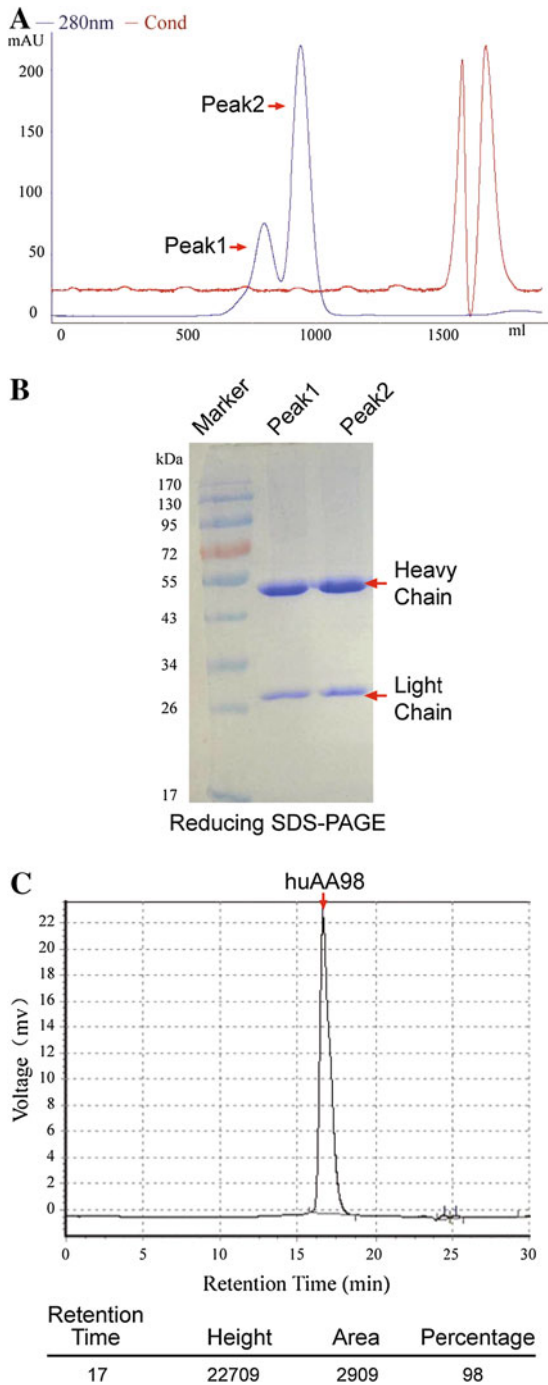 A
280nm Cond
mAU
200
150
100
50
0
Peak2
Peak1
0 500 1000 1500 ml
B
Marker Peak1 Peak2
kDa
170
130
95
72
55
43
34
26
17
Heavy
Chain
Light
Chain
Reducing SDS-PAGE
C
huAA98
Voltage (mv)
22
20
18
16
14
12
10
8
6
4
2
0
0 5 10 15 20 25 30
Retention Time (min)
Retention
Time Height Area Percentage
17 22709 2909 98